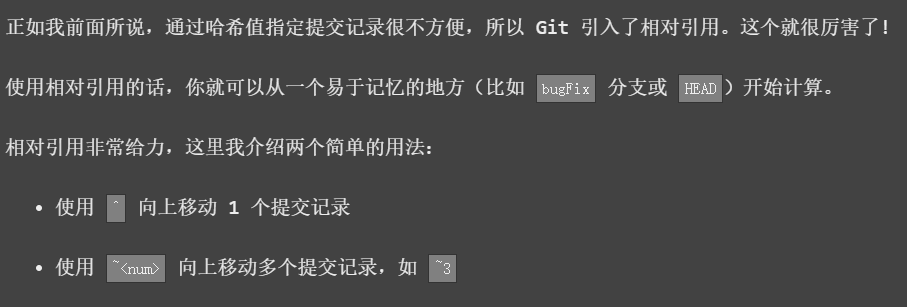 正如我前面所说，通过哈希值指定提交记录很不方便，所以 Git 引入了相对引用。这个就很厉害了!
使用相对引用的话，你就可以从一个易于记忆的地方（比如 bugFix 分支或 HEAD）开始计算。
相对引用非常给力，这里我介绍两个简单的用法：
• 使用 ^ 向上移动 1 个提交记录
• 使用 ~<num> 向上移动多个提交记录，如 ~3